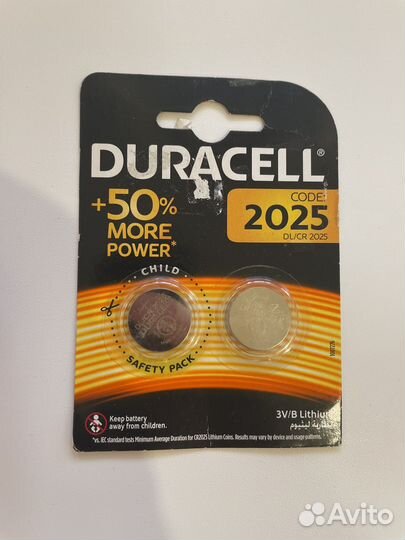 DURACELL®
+50%
MORE
POWER*
CODE:
2025
DL/CR 2025
CHILD
SAFETY PACK
Keep battery
away from children.
3V/B Lithium
بطارية ليثيوم
*vs. IEC standard tests Minimum Average Duration for CR2025 Lithium Coins. Results may vary by device and usage patterns.
Avito